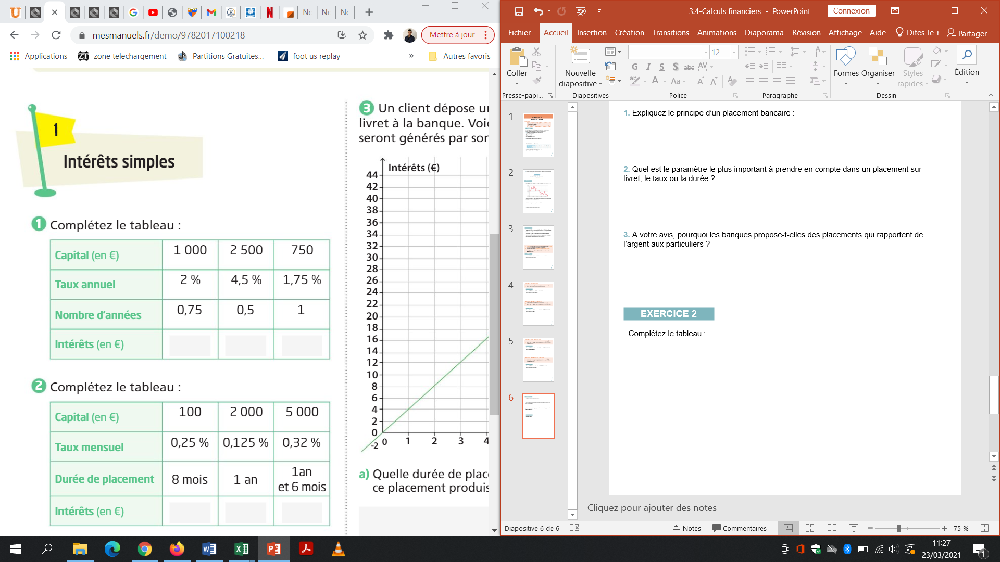 Mettre à jour
mesmanuels.fr/demo/9782017100218
Applications
zone telechargement
Partitions Gratuites...
foot us replay
»
Autres favoris
1
Intérêts simples
1 Complétez le tableau :
Capital (en €) 1 000 2 500 750
Taux annuel 2 % 4,5 % 1,75 %
Nombre d'années 0,75 0,5 1
Intérêts (en €)
2 Complétez le tableau :
Capital (en €) 100 2 000 5 000
Taux mensuel 0,25 % 0,125 % 0,32 %
Durée de placement 8 mois 1 an 1an
et 6 mois
Intérêts (en €)
3 Un client dépose
livret à la banque.
seront générés par
Intérêts (€)
44
42
40
38
36
34
32
30
28
26
24
22
20
18
16
14
12
10
8
6
4
2
0
-2 0 1 2 3 4
a) Quelle durée de
ce placement
3.4-Calculs financiers - PowerPoint
Connexion
Fichier Accueil Insertion Création Transitions Animations Diaporama Révision Affichage Aide Dites-le- Partager
Coller
Nouvelle
diapositive
12
G I S S abc AV
Aa A A A
Formes Organiser Styles
rapides
Édition
Presse-papi... Diapositives Police Paragraphe Dessin
1
2
3
4
5
6
1. Expliquez le principe d'un placement bancaire :
2. Quel est le paramètre le plus important à prendre en compte dans un placement sur
livret, le taux ou la durée ?
3. A votre avis, pourquoi les banques propose-t-elles des placements qui rapportent de
l'argent aux particuliers ?
EXERCICE 2
Complétez le tableau :
Cliquez pour ajouter des notes
Diapositive 6 de 6 Notes Commentaires 75 %
11:27
23/03/2021
1